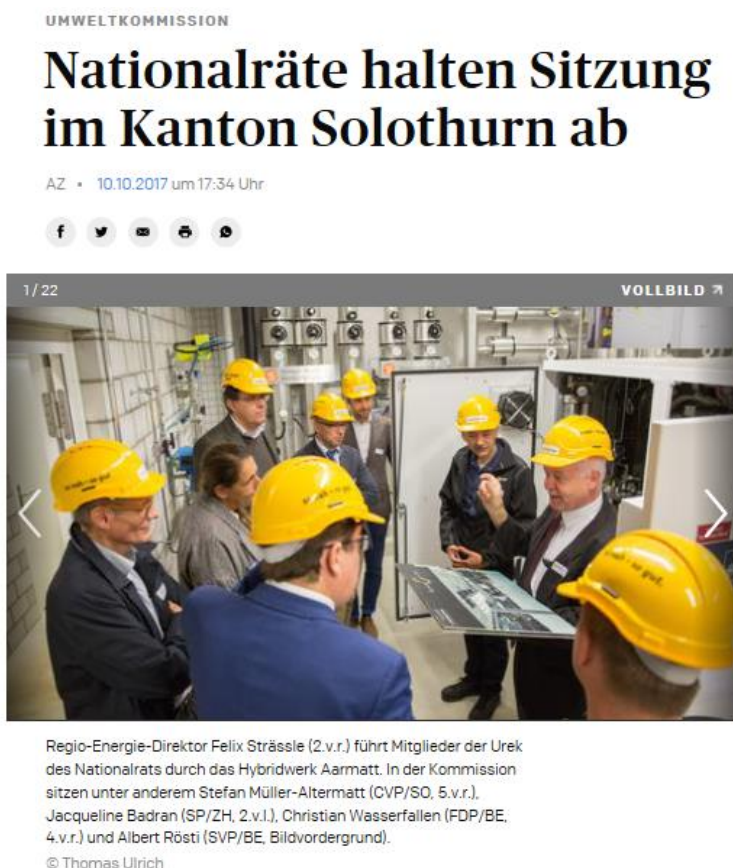 UMWELTKOMMISSION
Nationalräte halten Sitzung
im Kanton Solothurn ab
AZ • 10.10.2017 um 17:34 Uhr
1/22
VOLLBILD
Regio-Energie-Direktor Felix Strässle (2.v.r.) führt Mitglieder der Urek
des Nationalrats durch das Hybridwerk Aarmatt. In der Kommission
sitzen unter anderem Stefan Müller-Altermatt (CVP/SO, 5.v.r.),
Jacqueline Badran (SP/ZH, 2.v.l.), Christian Wasserfallen (FDP/BE,
4.v.r.) und Albert Rösti (SVP/BE, Bildvordergrund).
© Thomas Ulrich